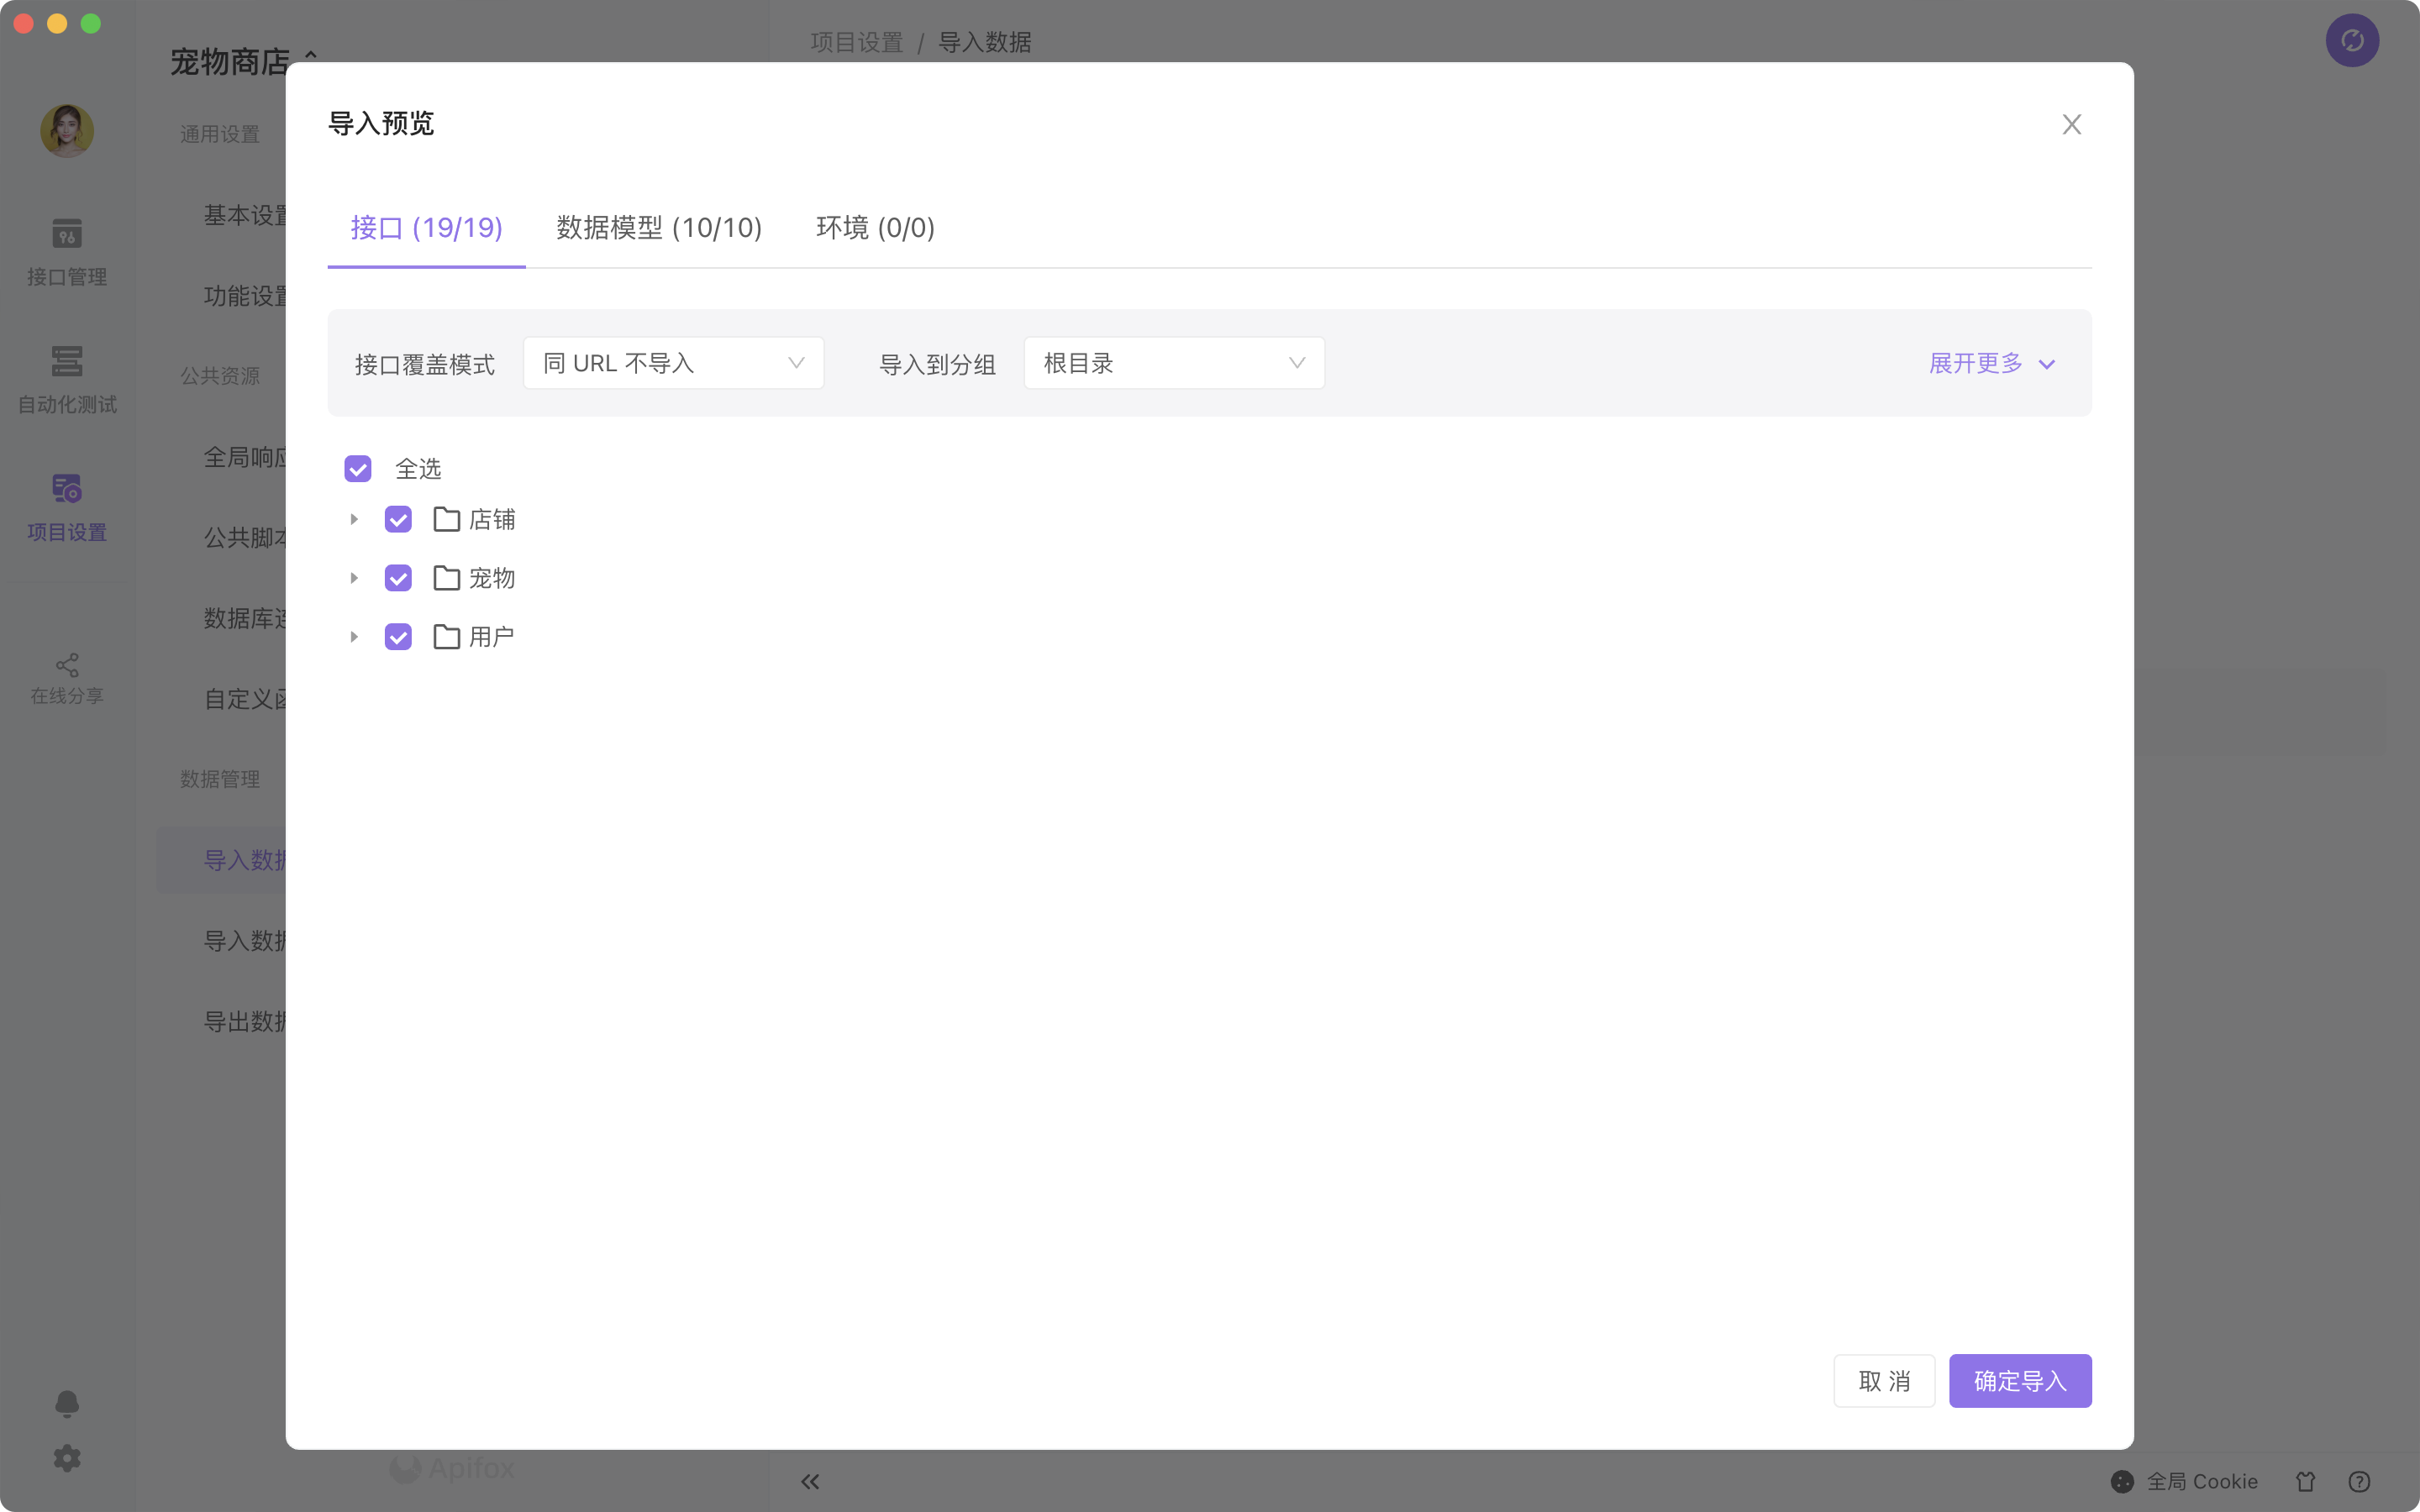 宠物商店
项目设置 / 导入数据
通用设置
基本设置
功能设置
公共资源
全局响应
公共脚本
数据库连
自定义函
数据管理
导入数据
导入数据
导出数据
接口管理
自动化测试
项目设置
在线分享
导入预览
接口 (19/19)
数据模型 (10/10)
环境 (0/0)
接口覆盖模式
同 URL 不导入
导入到分组
根目录
展开更多
全选
店铺
宠物
用户
取 消
确定导入
Apifox
全局 Cookie